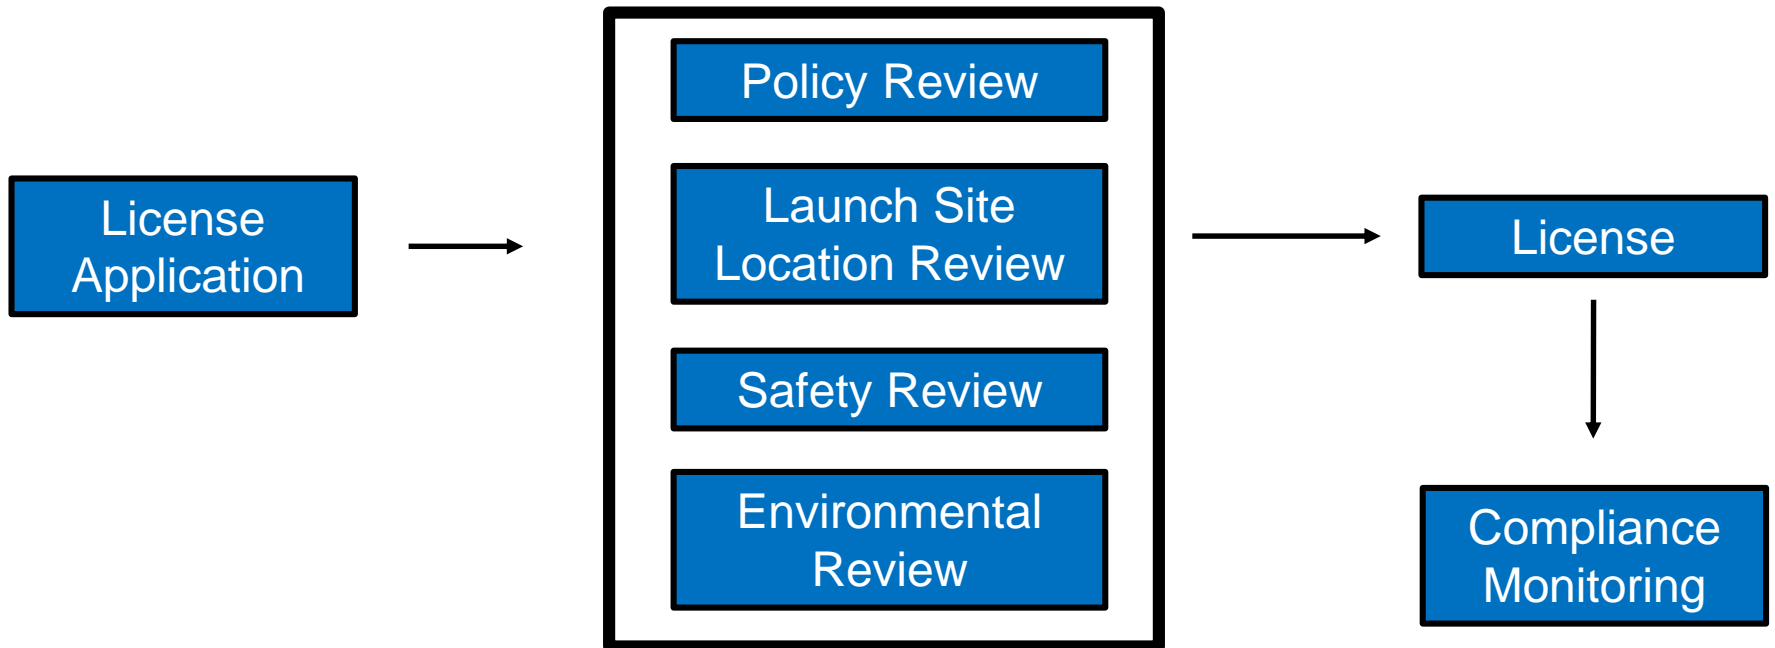 License
Application
Policy Review
Launch Site
Location Review
Safety Review
Environmental
Review
License
Compliance
Monitoring